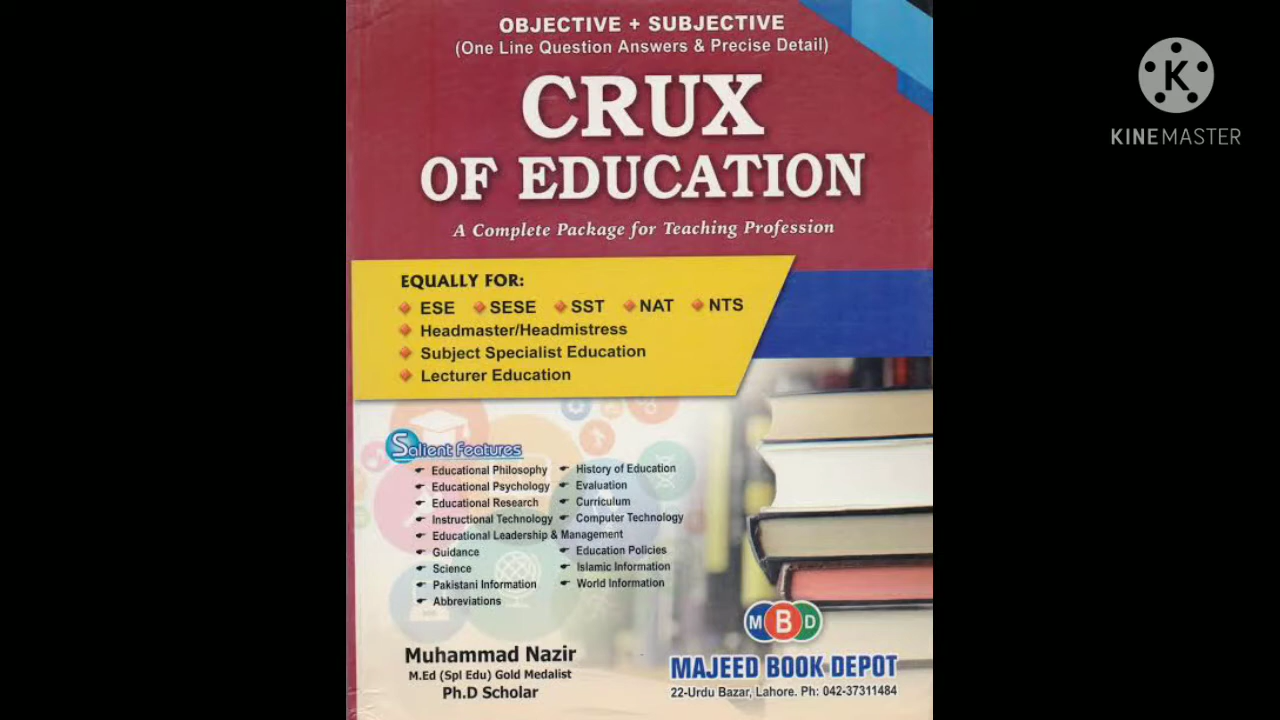 OBJECTIVE + SUBJECTIVE
(One Line Question Answers & Precise Detail)
CRUX
OF EDUCATION
A Complete Package for Teaching Profession
EQUALLY FOR:
ESE SESE SST NAT NTS
Headmaster/Headmistress
Subject Specialist Education
Lecturer Education
Salient Features
Educational Philosophy History of Education
Educational Psychology Evaluation
Educational Research Curriculum
Instructional Technology Computer Technology
Educational Leadership & Management
Guidance Education Policies
Science Islamic Information
Pakistani Information World Information
Abbreviations
Muhammad Nazir
M.Ed (Spl Edu) Gold Medalist
Ph.D Scholar
M B D
MAJEED BOOK DEPOT
22-Urdu Bazar, Lahore. Ph: 042-37311484
K
KINEMASTER